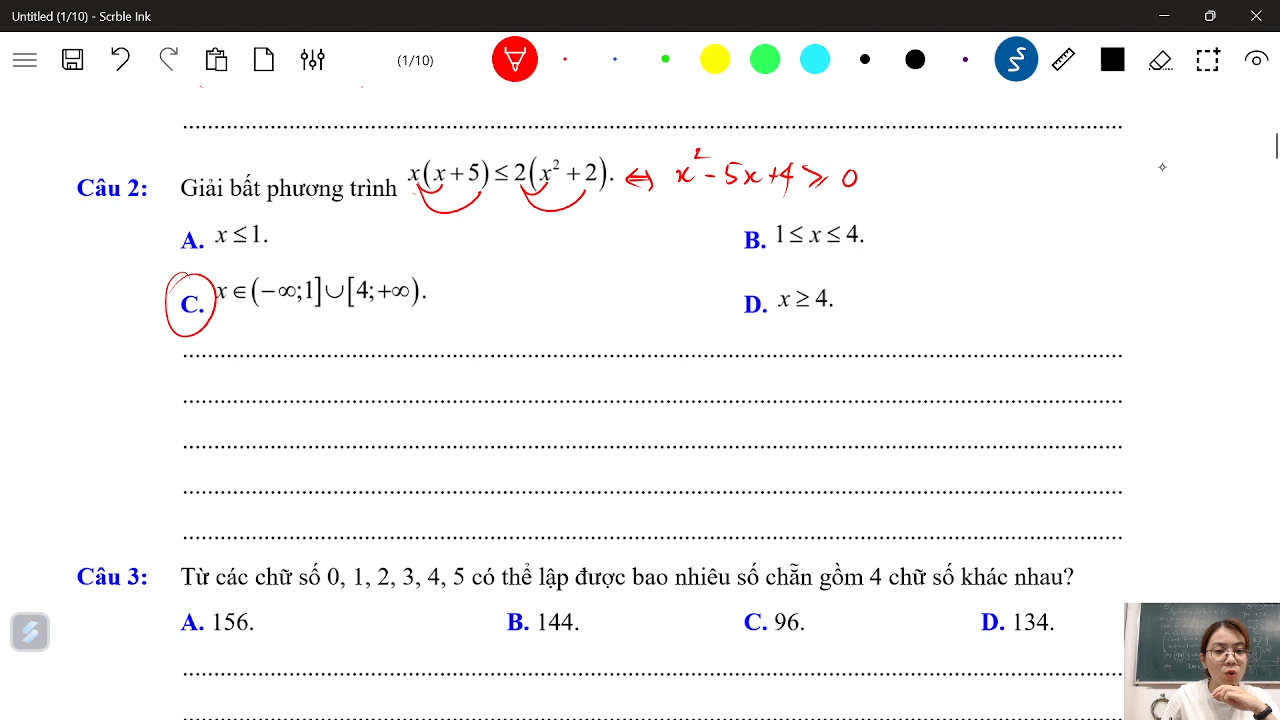 Untitled (1/10) - Scrble Ink
(1/10)
Câu 2: Giải bất phương trình x(x+5) ≤ 2(x²+2). ⇔ x² - 5x + 4 ≥ 0
A. x ≤ 1. B. 1 ≤ x ≤ 4.
C. x ∈ (-∞;1] ∪ [4;+∞). D. x ≥ 4.
Câu 3: Từ các chữ số 0, 1, 2, 3, 4, 5 có thể lập được bao nhiêu số chẵn gồm 4 chữ số khác nhau?
A. 156. B. 144. C. 96. D. 134.